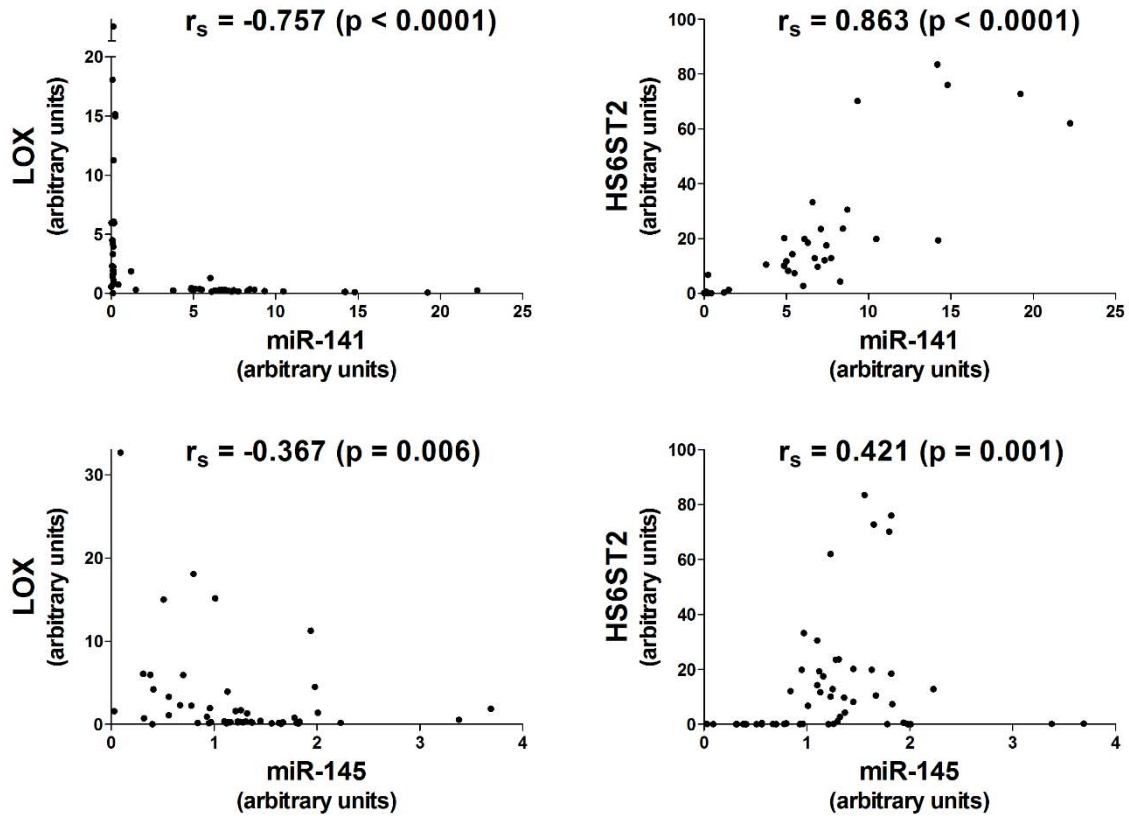 r_s = -0.757 (p < 0.0001)
LOX
(arbitrary units)
20
15
10
5
0
0 5 10 15 20 25
miR-141
(arbitrary units)
r_s = 0.863 (p < 0.0001)
HS6ST2
(arbitrary units)
100
80
60
40
20
0
0 5 10 15 20 25
miR-141
(arbitrary units)
r_s = -0.367 (p = 0.006)
LOX
(arbitrary units)
30
20
10
0
0 1 2 3 4
miR-145
(arbitrary units)
r_s = 0.421 (p = 0.001)
HS6ST2
(arbitrary units)
100
80
60
40
20
0
0 1 2 3 4
miR-145
(arbitrary units)